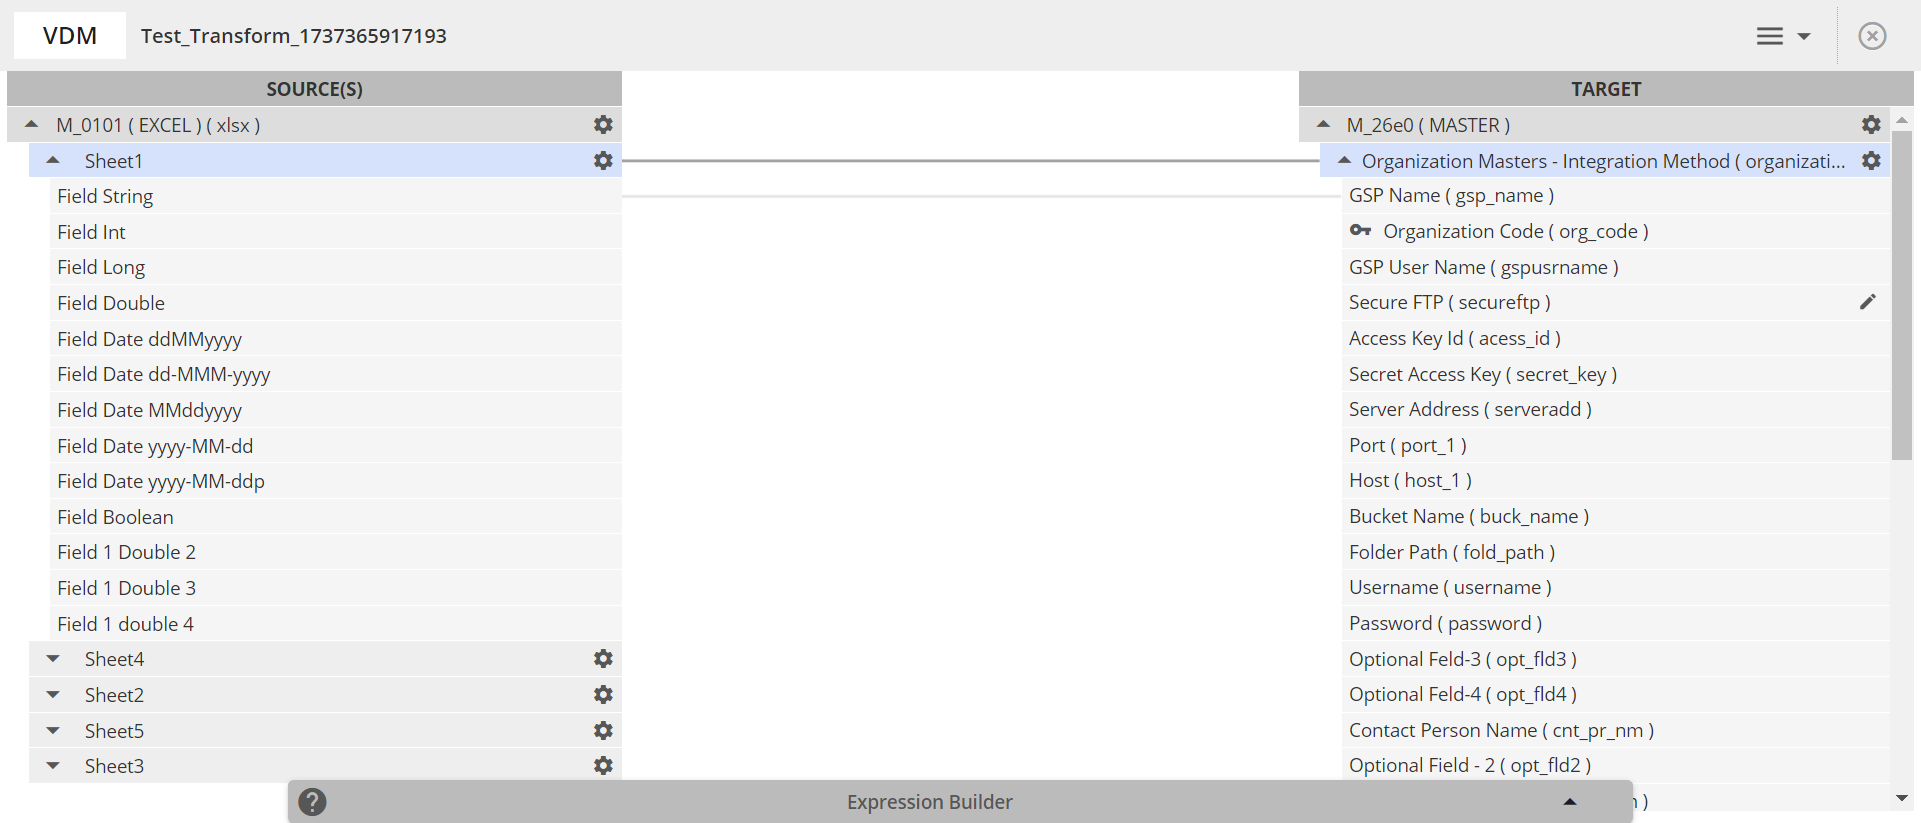 VDM
Test_Transform_1737365917193
SOURCE(S)
M_0101 ( EXCEL ) ( xlsx )
Sheet1
Field String
Field Int
Field Long
Field Double
Field Date ddMMyyyy
Field Date dd-MMM-yyyy
Field Date MMddyyyy
Field Date yyyy-MM-dd
Field Date yyyy-MM-ddp
Field Boolean
Field 1 Double 2
Field 1 Double 3
Field 1 double 4
Sheet4
Sheet2
Sheet5
Sheet3
TARGET
M_26e0 ( MASTER )
Organization Masters - Integration Method ( organizati...
GSP Name ( gsp_name )
Organization Code ( org_code )
GSP User Name ( gspusrname )
Secure FTP ( secureftp )
Access Key Id ( acess_id )
Secret Access Key ( secret_key )
Server Address ( serveradd )
Port ( port_1 )
Host ( host_1 )
Bucket Name ( buck_name )
Folder Path ( fold_path )
Username ( username )
Password ( password )
Optional Feld-3 ( opt_fld3 )
Optional Feld-4 ( opt_fld4 )
Contact Person Name ( cnt_pr_nm )
Optional Field - 2 ( opt_fld2 )
Expression Builder